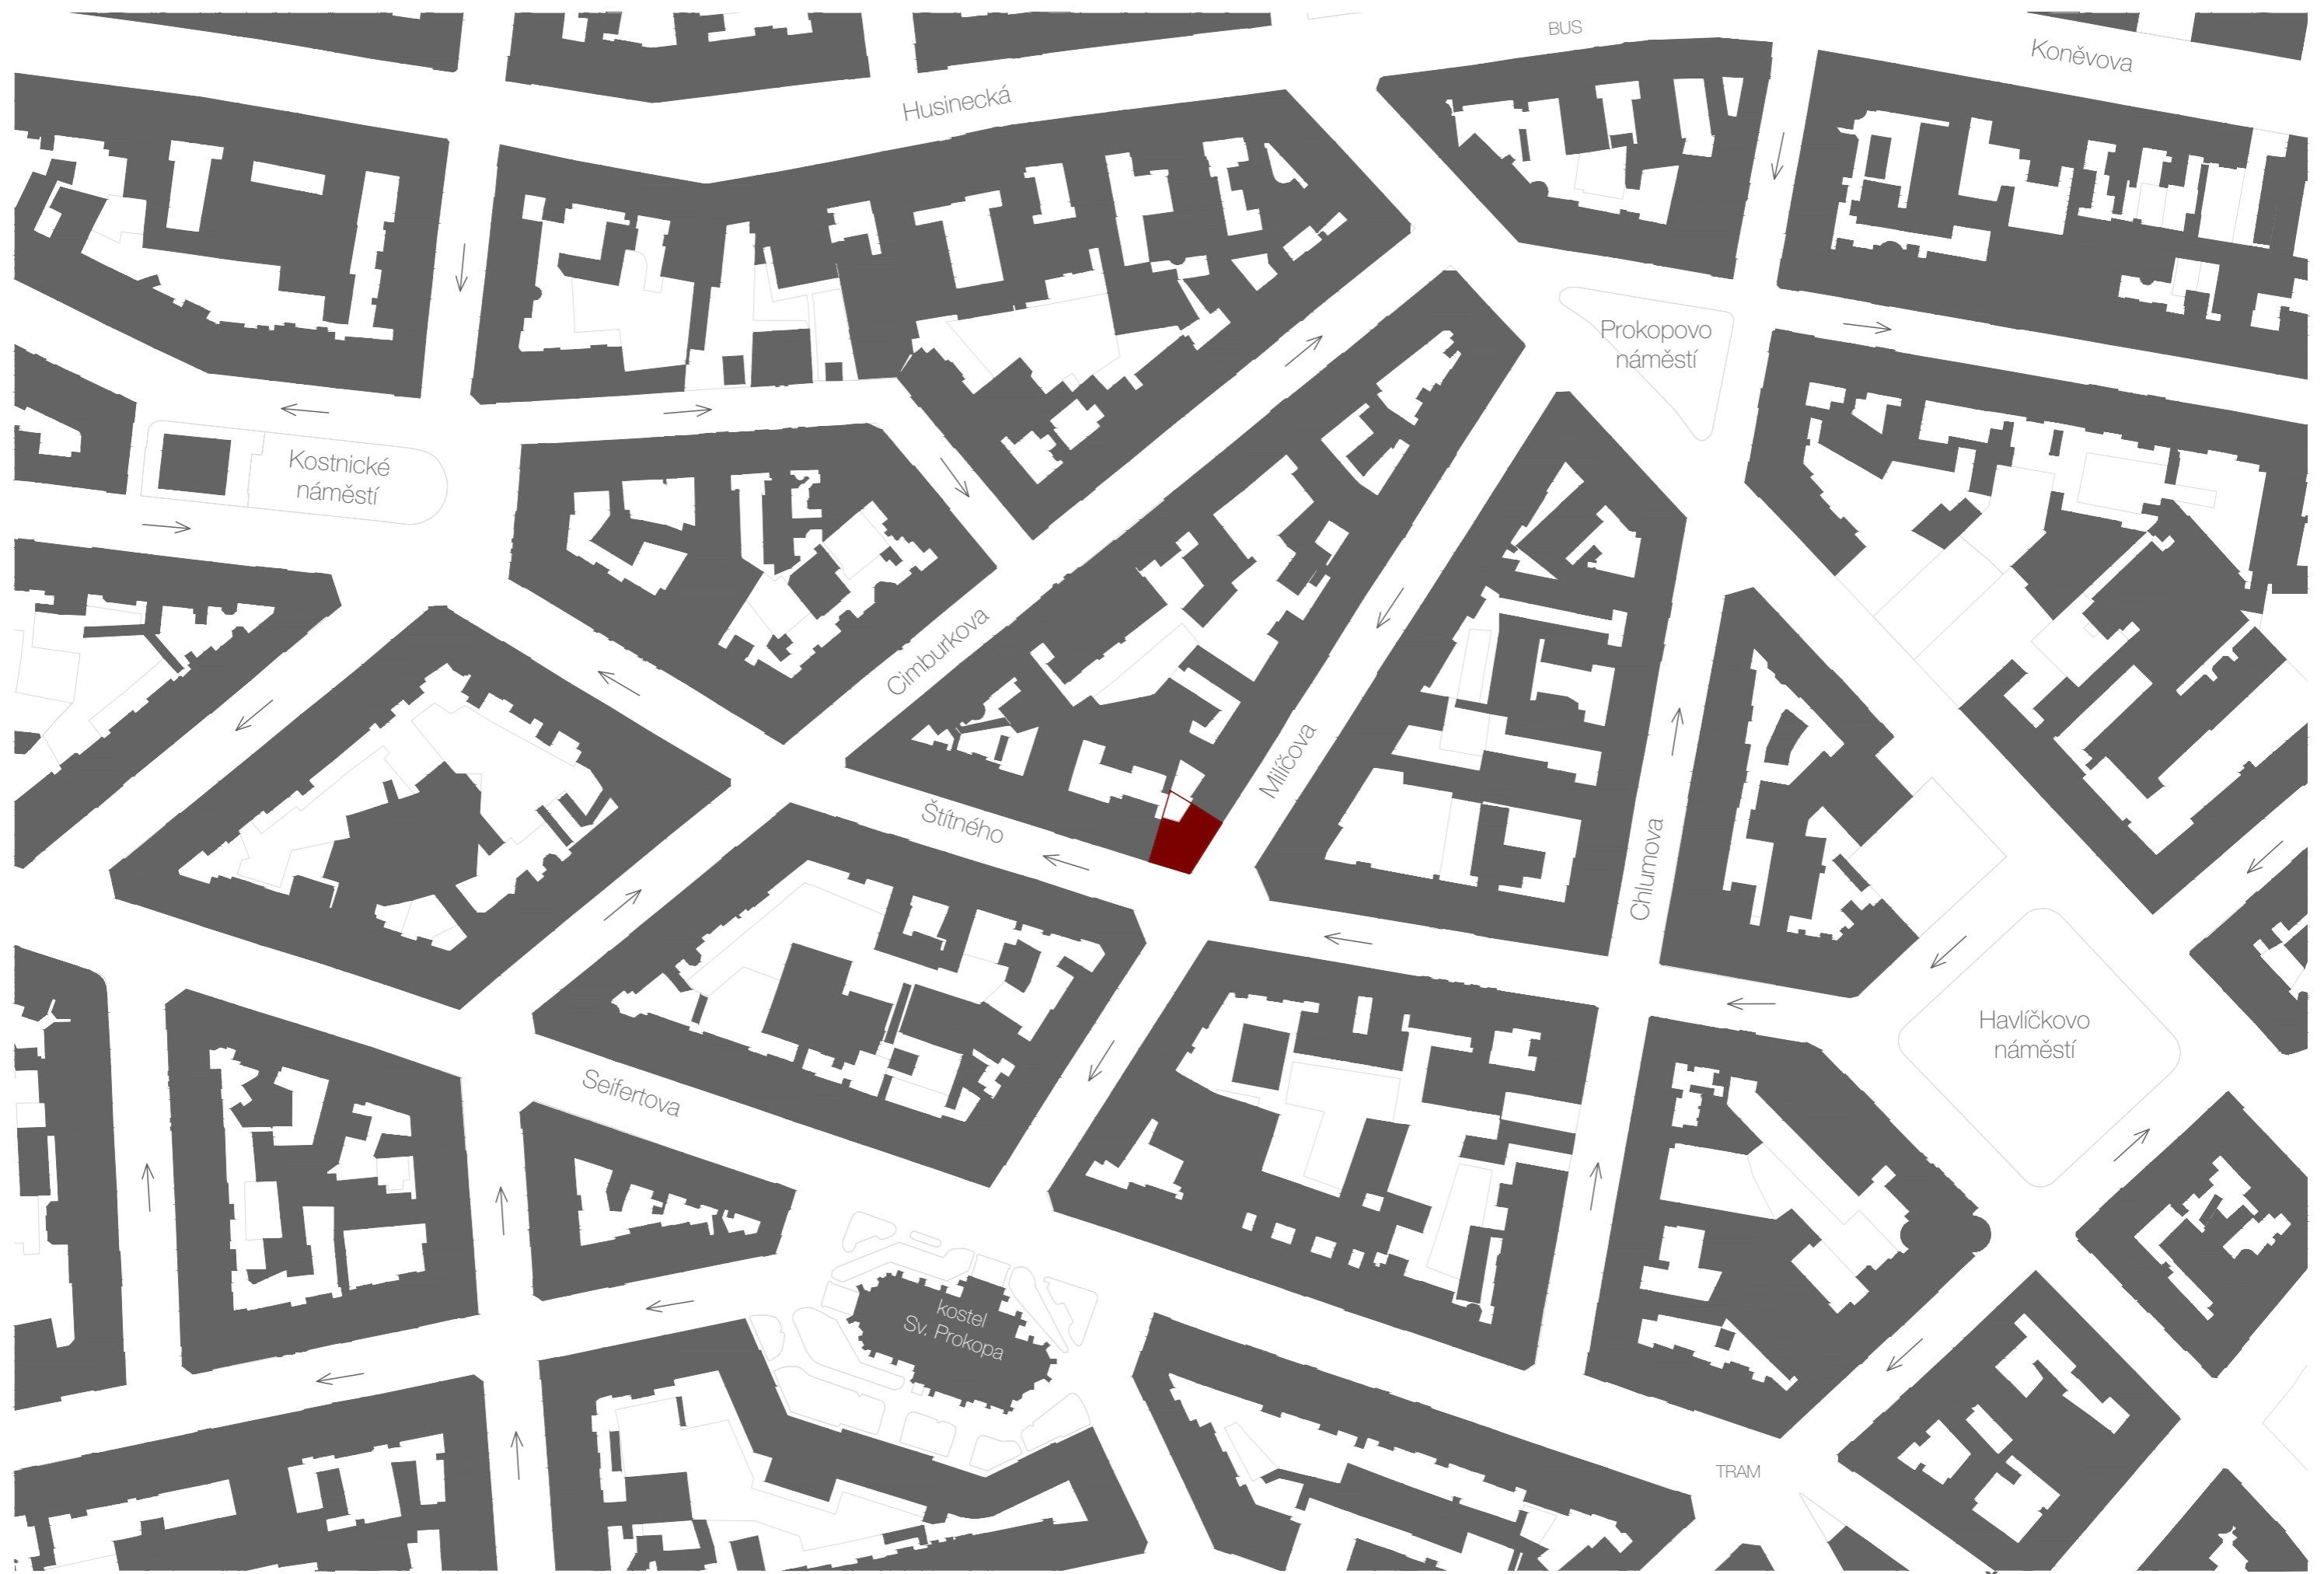 BUS
Koněvova
Husinecká
Prokopovo
náměstí
Kostnické
náměstí
Cimburkova
Milíčova
Štítného
Chlumova
Havlíčkovo
náměstí
Seifertova
kostel
Sv. Prokopa
TRAM